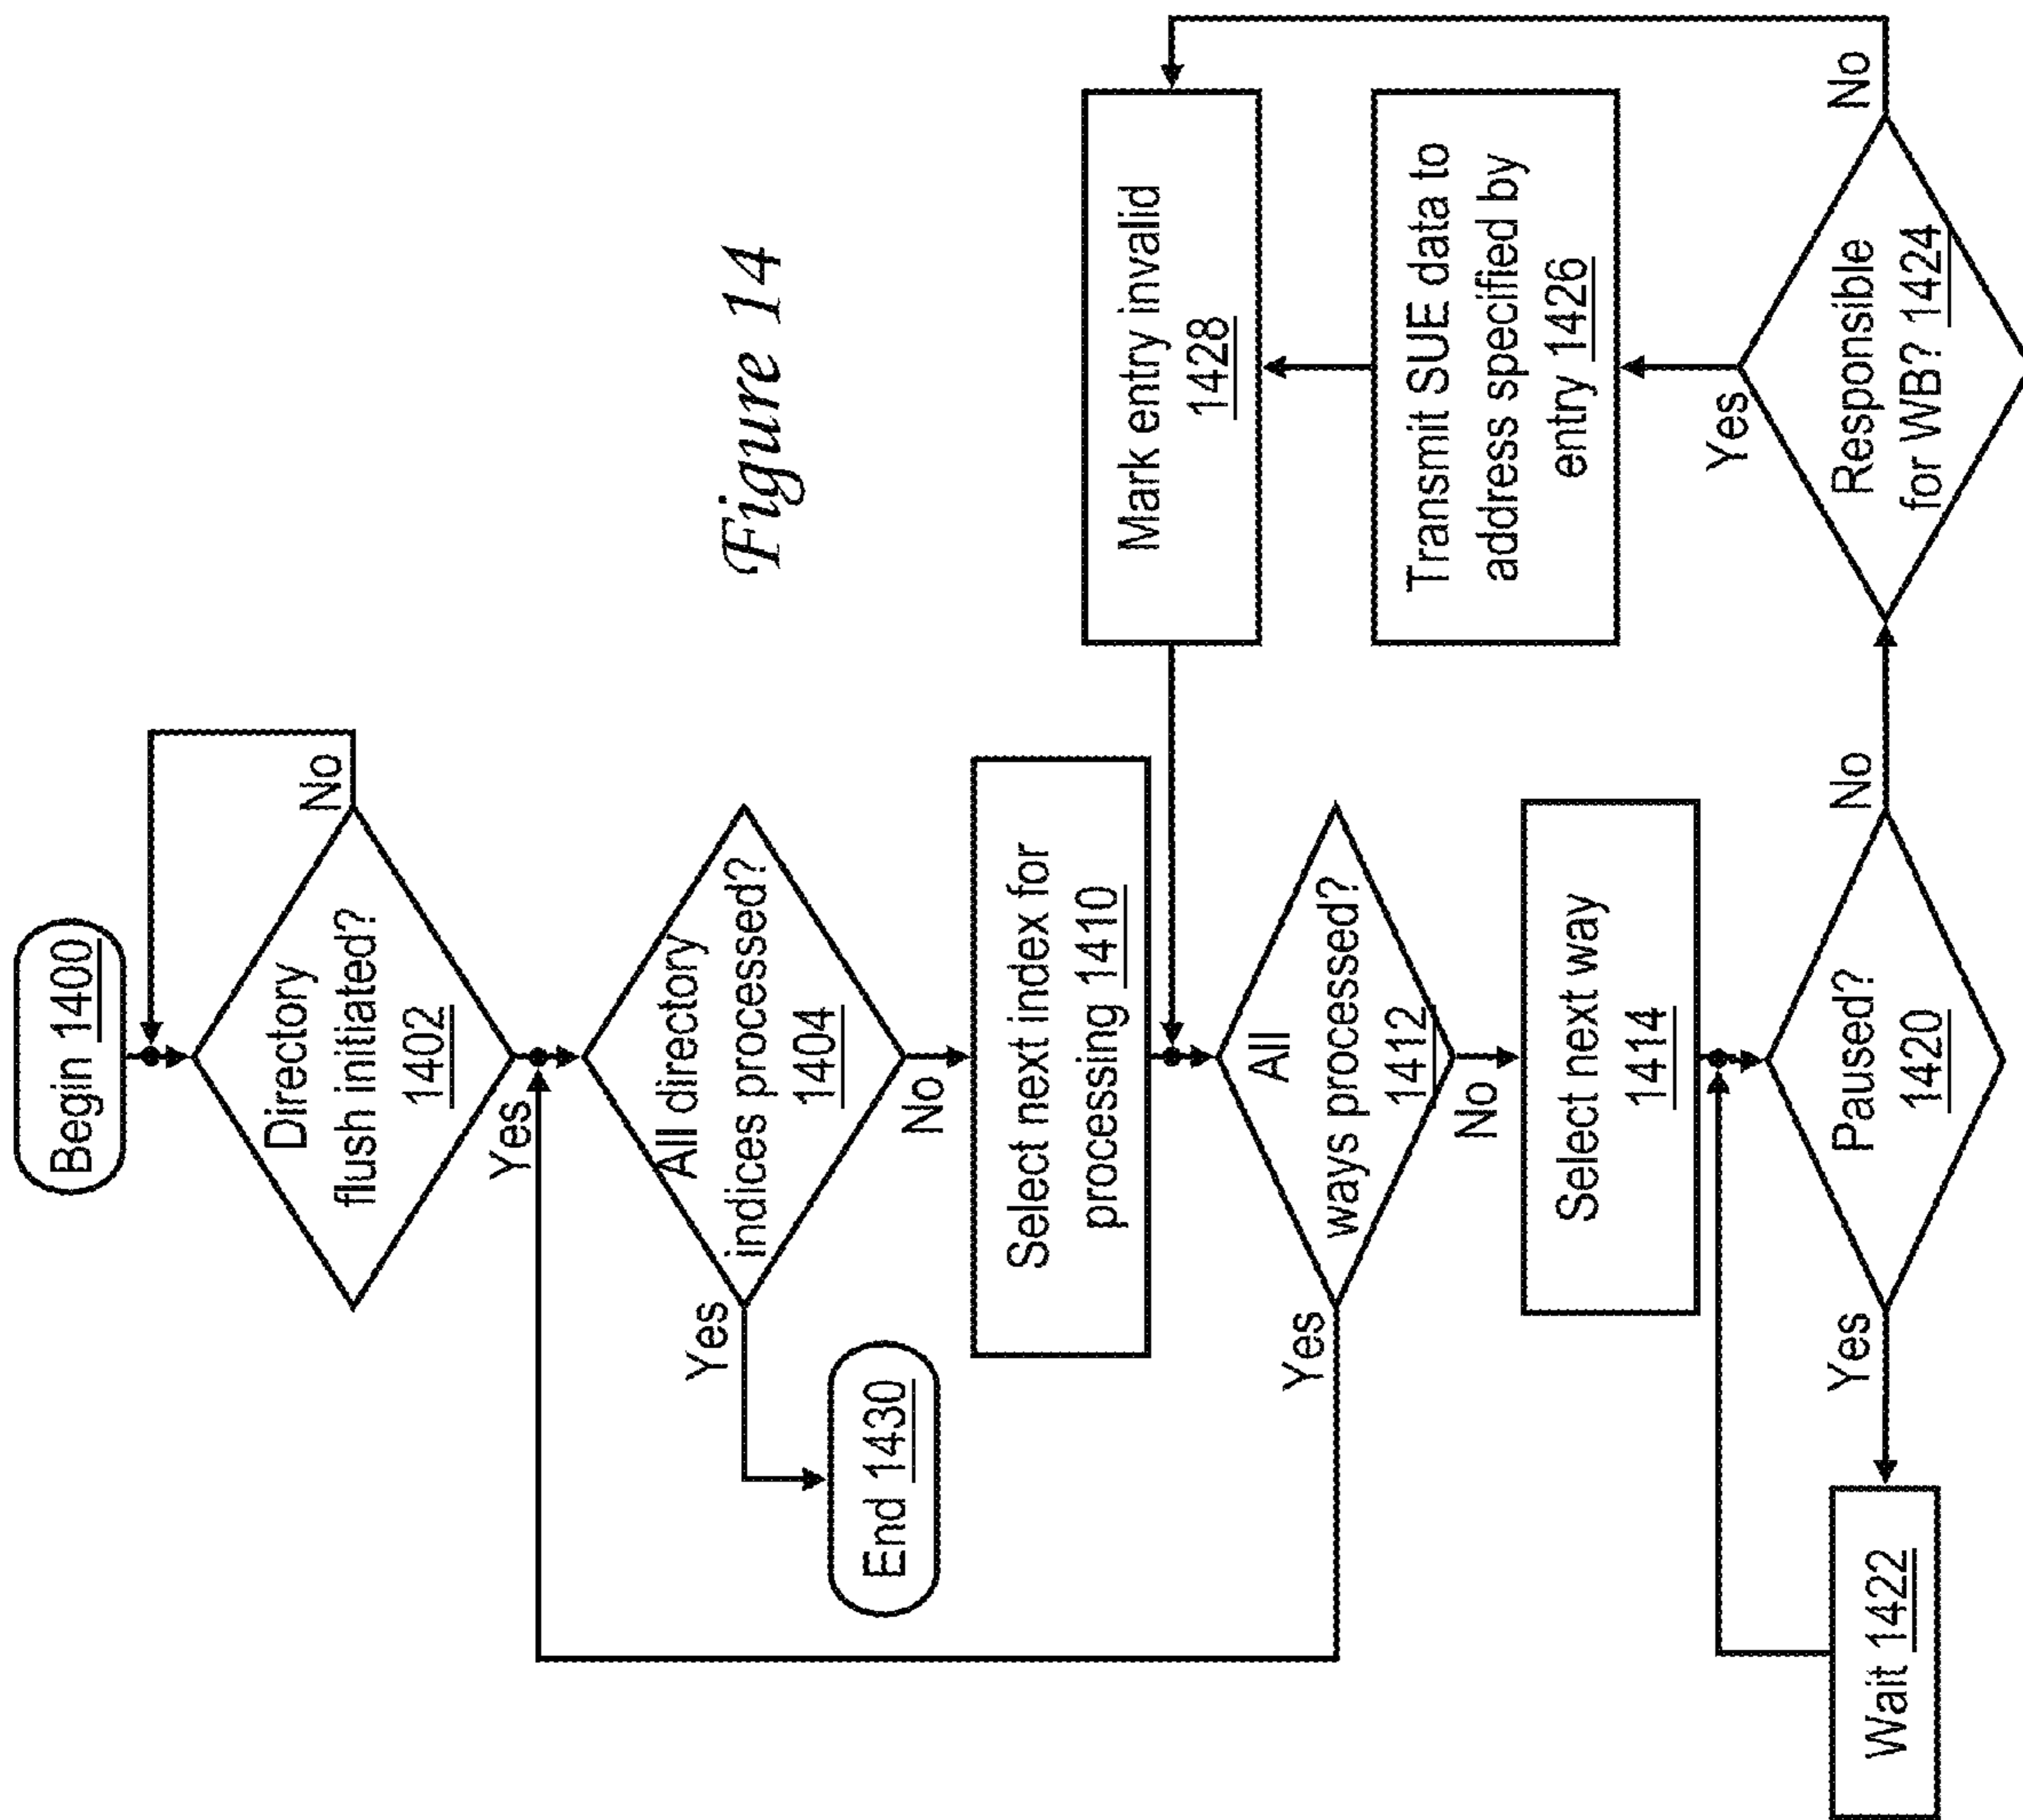 Begin 1400
Directory
flush initiated?
1402
No
Yes
All directory
indices processed?
1404
Yes
No
End 1430
Select next index for
processing 1410
All
ways processed?
1412
Yes
No
Select next way
1414
Paused?
1420
Yes
No
Wait 1422
Responsible
for WB? 1424
Yes
No
Transmit SUE data to
address specified by
entry 1426
Mark entry invalid
1428
Figure 14